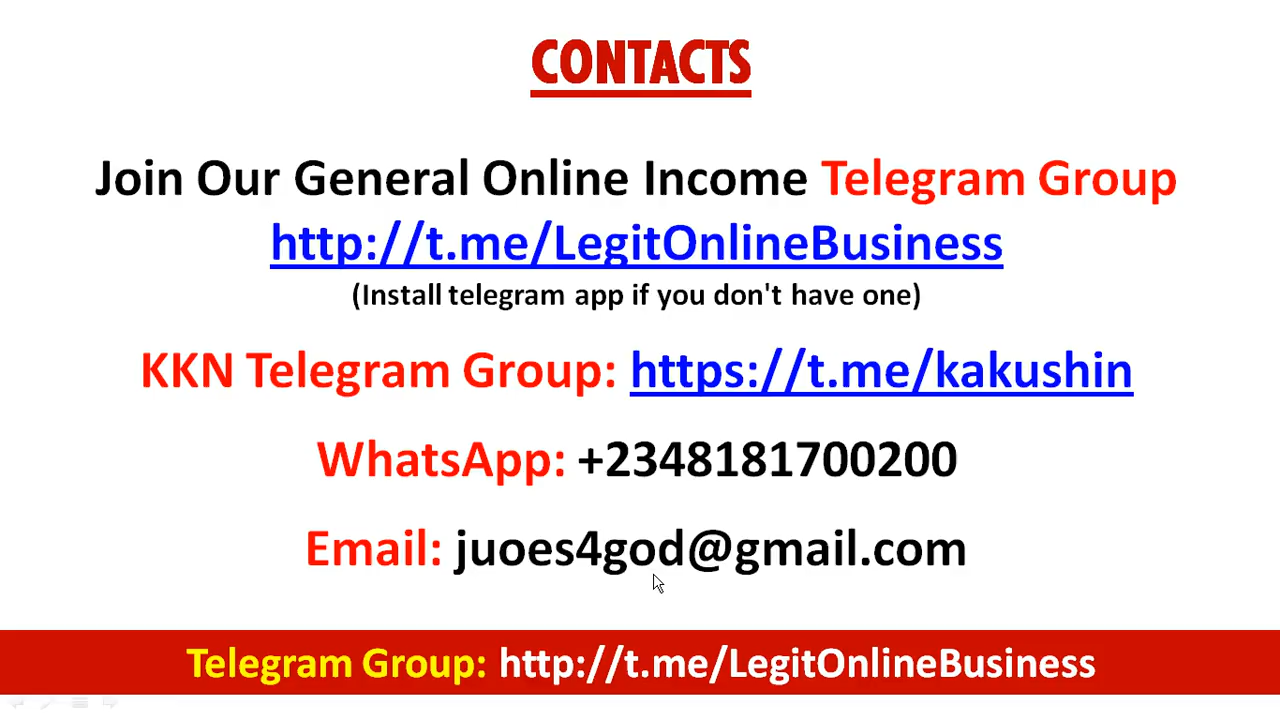 CONTACTS
Join Our General Online Income Telegram Group
http://t.me/LegitOnlineBusiness
(Install telegram app if you don't have one)
KKN Telegram Group: https://t.me/kakushin
WhatsApp: +2348181700200
Email: juoes4god@gmail.com
Telegram Group: http://t.me/LegitOnlineBusiness